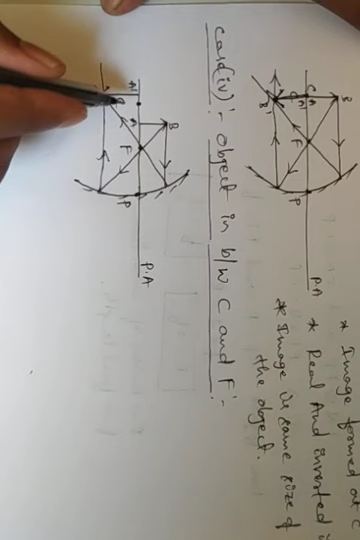 * Image formed at C
* Real And inverted
* Image is same size of
the object.
C
A
B
B'
A'
F
P
P.A
case(iv)' :- object in b/w C and F' :-
A'
A
B
F
P
P.A